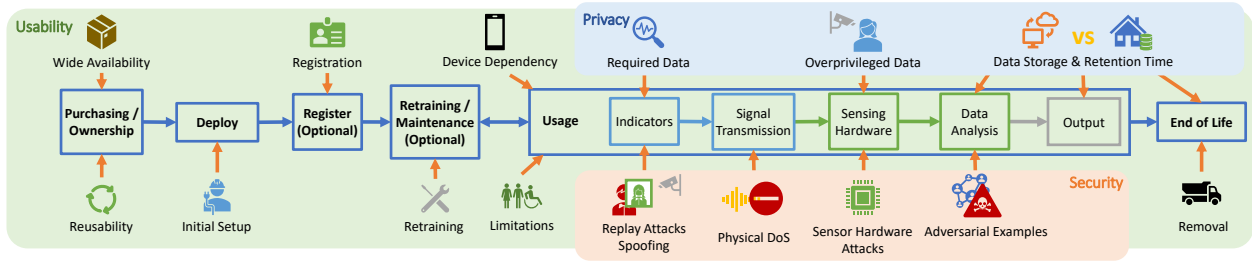 Usability
Privacy
VS
Wide Availability
Registration
Device Dependency
Required Data
Overprivileged Data
Data Storage & Retention Time
Purchasing /
Ownership
Deploy
Register
(Optional)
Retraining /
Maintenance
(Optional)
Usage
Indicators
Signal
Transmission
Sensing
Hardware
Data
Analysis
Output
End of Life
Security
Reusability
Initial Setup
Retraining
Limitations
Replay Attacks
Spoofing
Physical DoS
Sensor Hardware
Attacks
Adversarial Examples
Removal